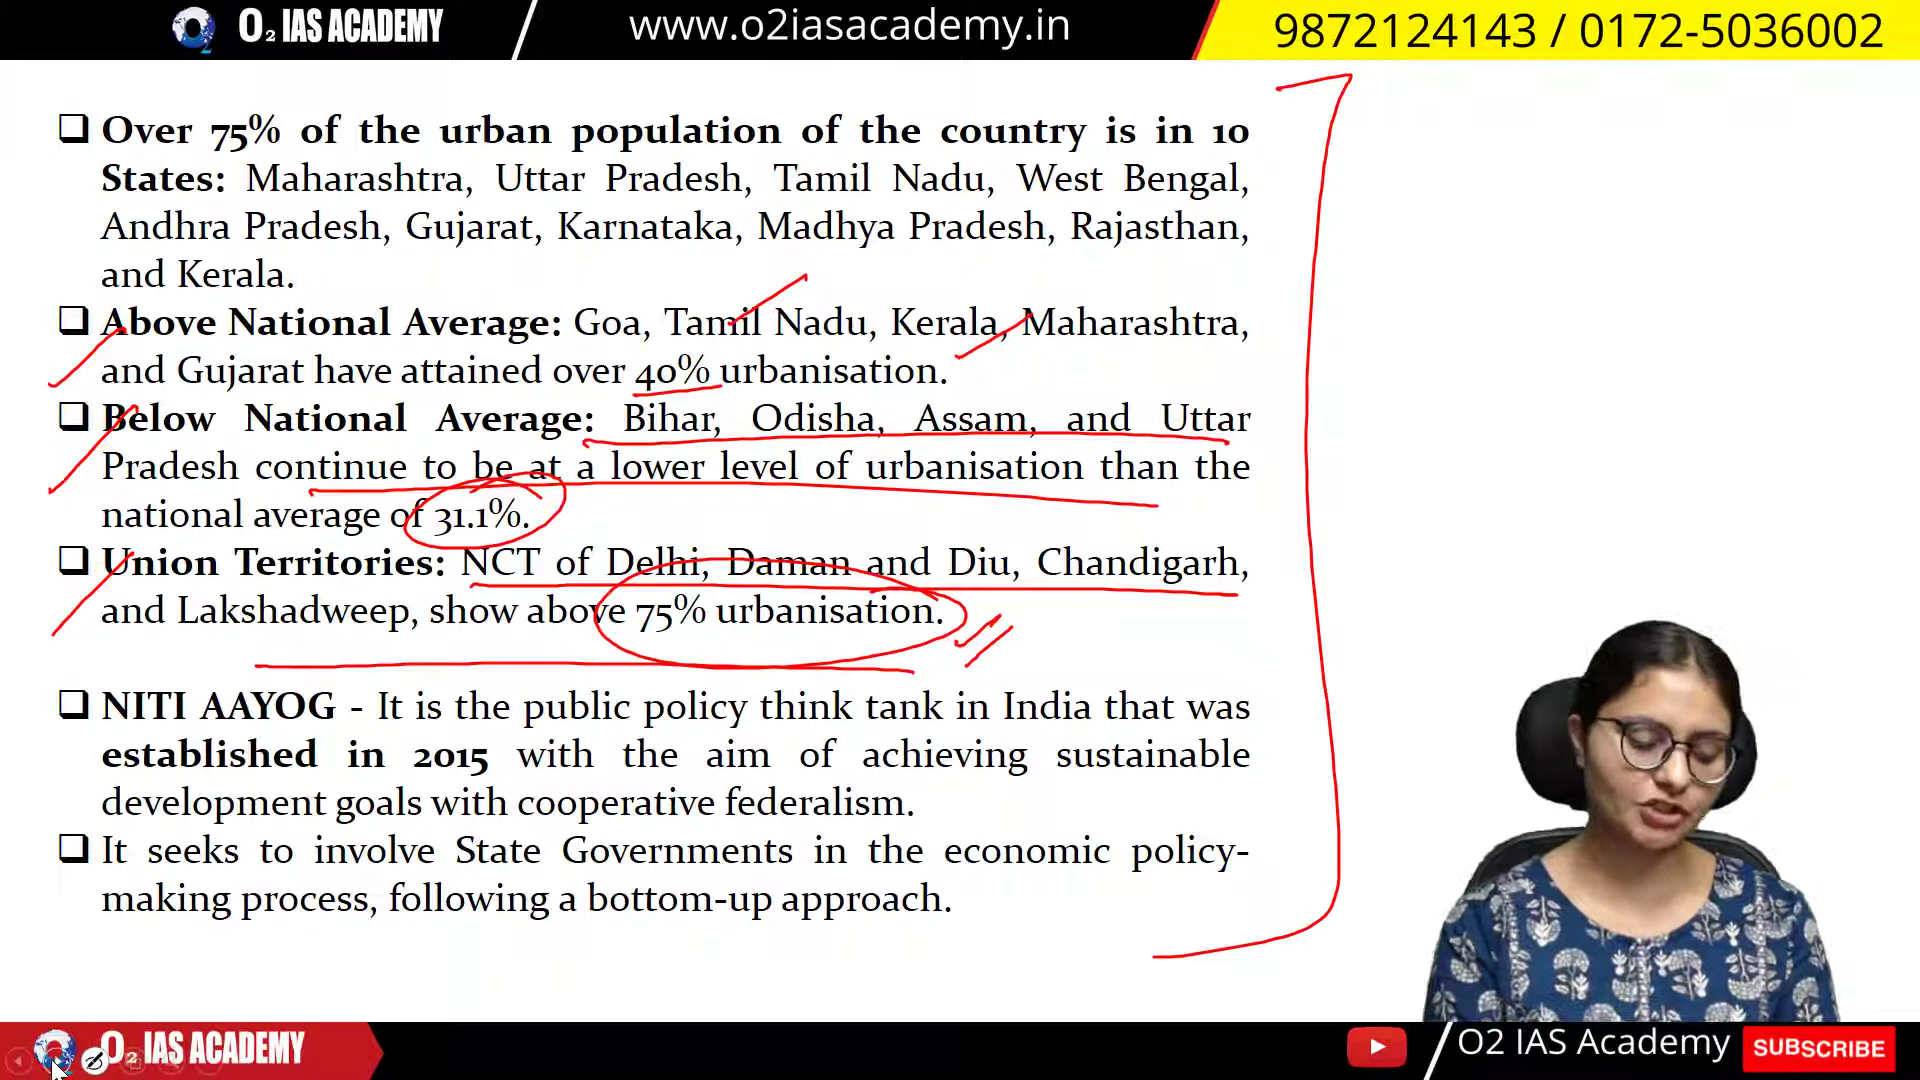 O2 IAS ACADEMY
www.o2iasacademy.in
9872124143 / 0172-5036002
Over 75% of the urban population of the country is in 10
States: Maharashtra, Uttar Pradesh, Tamil Nadu, West Bengal,
Andhra Pradesh, Gujarat, Karnataka, Madhya Pradesh, Rajasthan,
and Kerala.
Above National Average: Goa, Tamil Nadu, Kerala, Maharashtra,
and Gujarat have attained over 40% urbanisation.
Below National Average: Bihar, Odisha, Assam, and Uttar
Pradesh continue to be at a lower level of urbanisation than the
national average of 31.1%.
Union Territories: NCT of Delhi, Daman and Diu, Chandigarh,
and Lakshadweep, show above 75% urbanisation.
NITI AAYOG - It is the public policy think tank in India that was
established in 2015 with the aim of achieving sustainable
development goals with cooperative federalism.
It seeks to involve State Governments in the economic policy-
making process, following a bottom-up approach.
O2 IAS ACADEMY
O2 IAS Academy
SUBSCRIBE